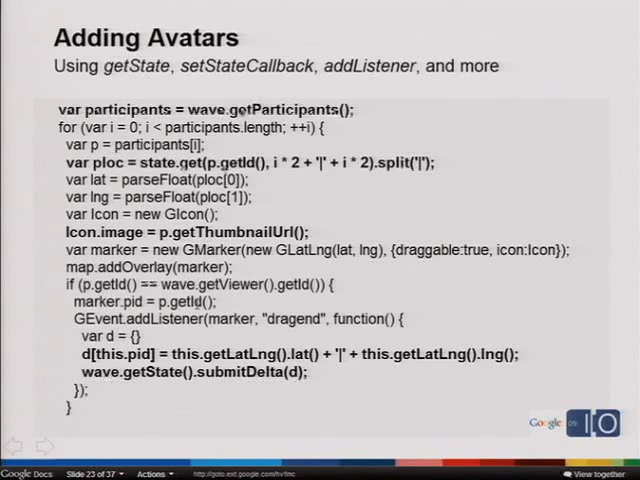 Adding Avatars
Using getState, setStateCallback, addListener, and more
var participants = wave.getParticipants();
for (var i = 0; i < participants.length; ++i) {
var p = participants[i];
var ploc = state.get(p.getId(), i * 2 + '|' + i * 2).split('|');
var lat = parseFloat(ploc[0]);
var lng = parseFloat(ploc[1]);
var Icon = new GIcon();
Icon.image = p.getThumbnailUrl();
var marker = new GMarker(new GLatLng(lat, lng), {draggable:true, icon:Icon});
map.addOverlay(marker);
if (p.getId() == wave.getViewer().getId()) {
marker.pid = p.getId();
GEvent.addListener(marker, "dragend", function() {
var d = {}
d[this.pid] = this.getLatLng().lat() + '|' + this.getLatLng().lng();
wave.getState().submitDelta(d);
});
}
Google 09 IO
Google Docs Slide 23 of 37 Actions View together